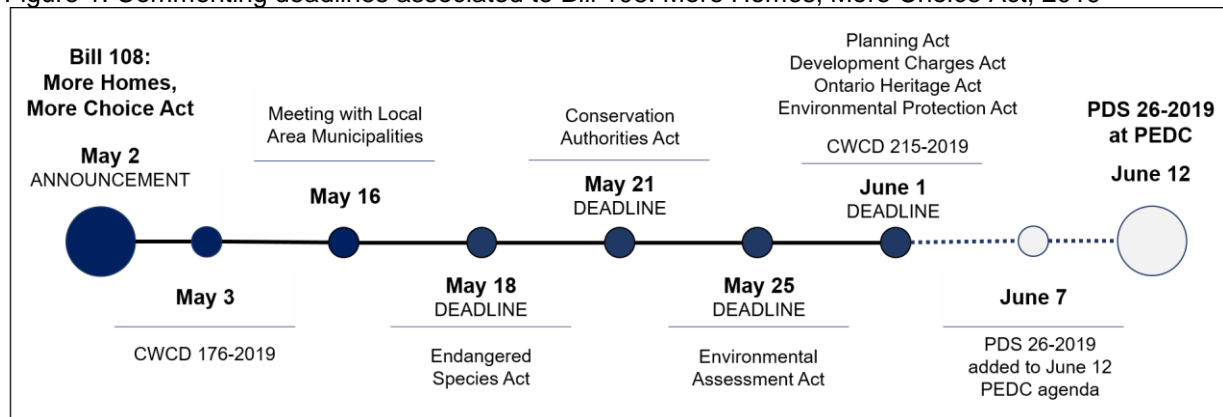 Figure 1: Commenting deadlines associated to Bill 108: More Homes, More Choice Act, 2019
Bill 108:
More Homes,
More Choice Act
May 2
ANNOUNCEMENT
May 3
CWCD 176-2019
Meeting with Local
Area Municipalities
May 16
May 18
DEADLINE
Endangered
Species Act
Conservation
Authorities Act
May 21
DEADLINE
May 25
DEADLINE
Environmental
Assessment Act
Planning Act
Development Charges Act
Ontario Heritage Act
Environmental Protection Act
CWCD 215-2019
June 1
DEADLINE
June 7
PDS 26-2019
added to June 12
PEDC agenda
PDS 26-2019
at PEDC
June 12